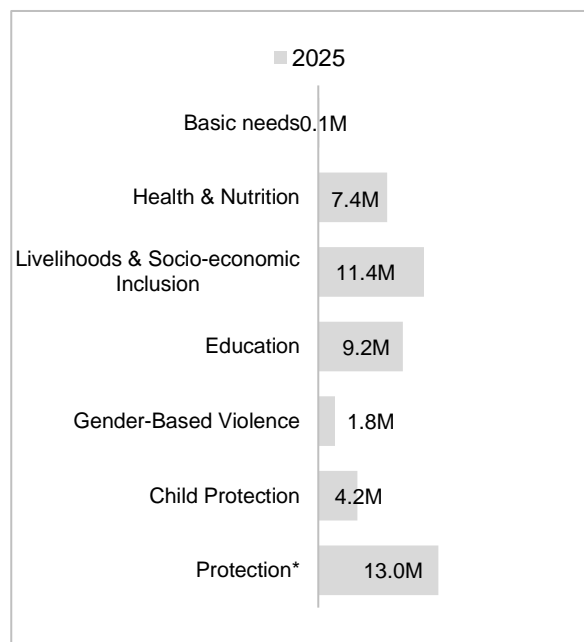 2025
Basic needs 0.1M
Health & Nutrition 7.4M
Livelihoods & Socio-economic
Inclusion 11.4M
Education 9.2M
Gender-Based Violence 1.8M
Child Protection 4.2M
Protection* 13.0M